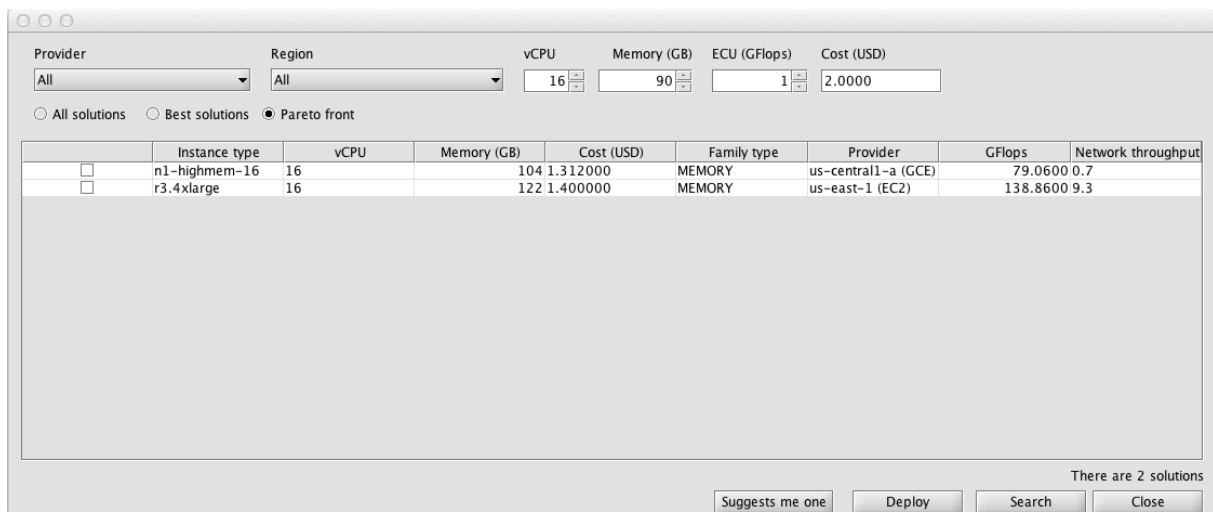 Provider Region vCPU Memory (GB) ECU (GFlops) Cost (USD)
All All 16 90 1 2.0000
All solutions Best solutions Pareto front
Instance type vCPU Memory (GB) Cost (USD) Family type Provider GFlops Network throughput
n1-highmem-16 16 104 1.312000 MEMORY us-central1-a (GCE) 79.0600 0.7
r3.4xlarge 16 122 1.400000 MEMORY us-east-1 (EC2) 138.8600 9.3
There are 2 solutions
Suggests me one Deploy Search Close